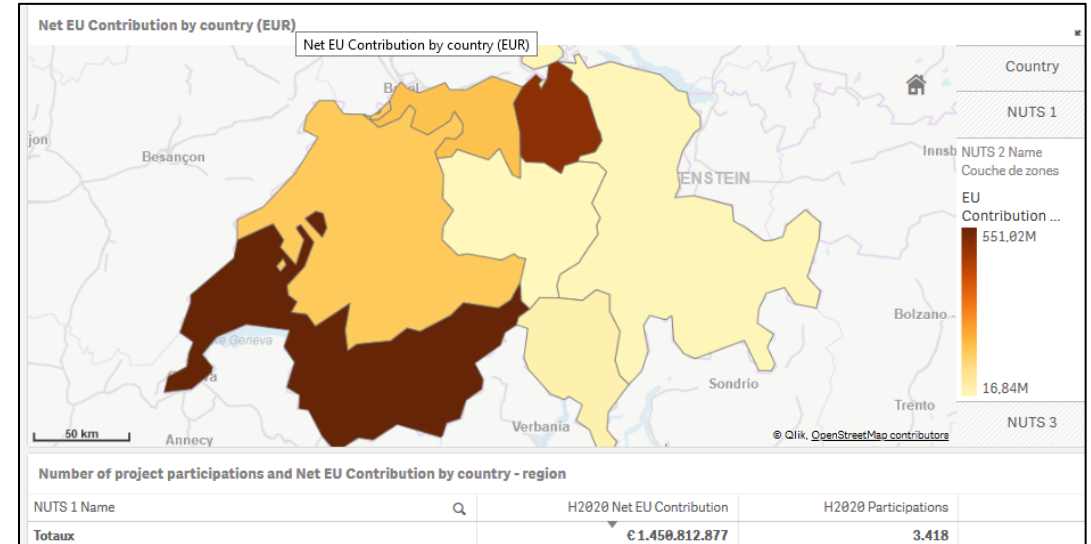 Net EU Contribution by country (EUR)
Net EU Contribution by country (EUR)
Country
NUTS 1
NUTS 2 Name
Couche de zones
EU
Contribution ...
551,02M
16,84M
NUTS 3
Besançon
Innsb
ENSTEIN
Bolzano
Geneva
Sondrio
Trento
Verbania
Annecy
50 km
© Qlik, OpenStreetMap contributors
Number of project participations and Net EU Contribution by country - region
NUTS 1 Name
H2020 Net EU Contribution
H2020 Participations
Totaux
€ 1.450.812.877
3.418